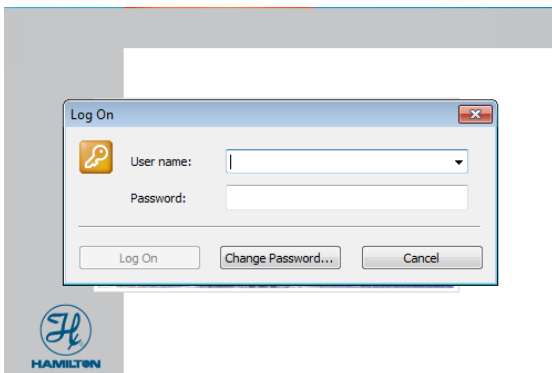 Log On
User name:
Password:
Log On
Change Password...
Cancel
HAMILTON